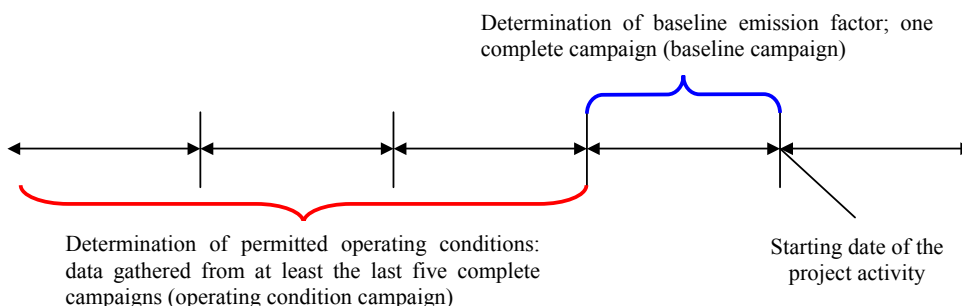 Determination of baseline emission factor; one
complete campaign (baseline campaign)
Determination of permitted operating conditions:
data gathered from at least the last five complete
campaigns (operating condition campaign)
Starting date of the
project activity